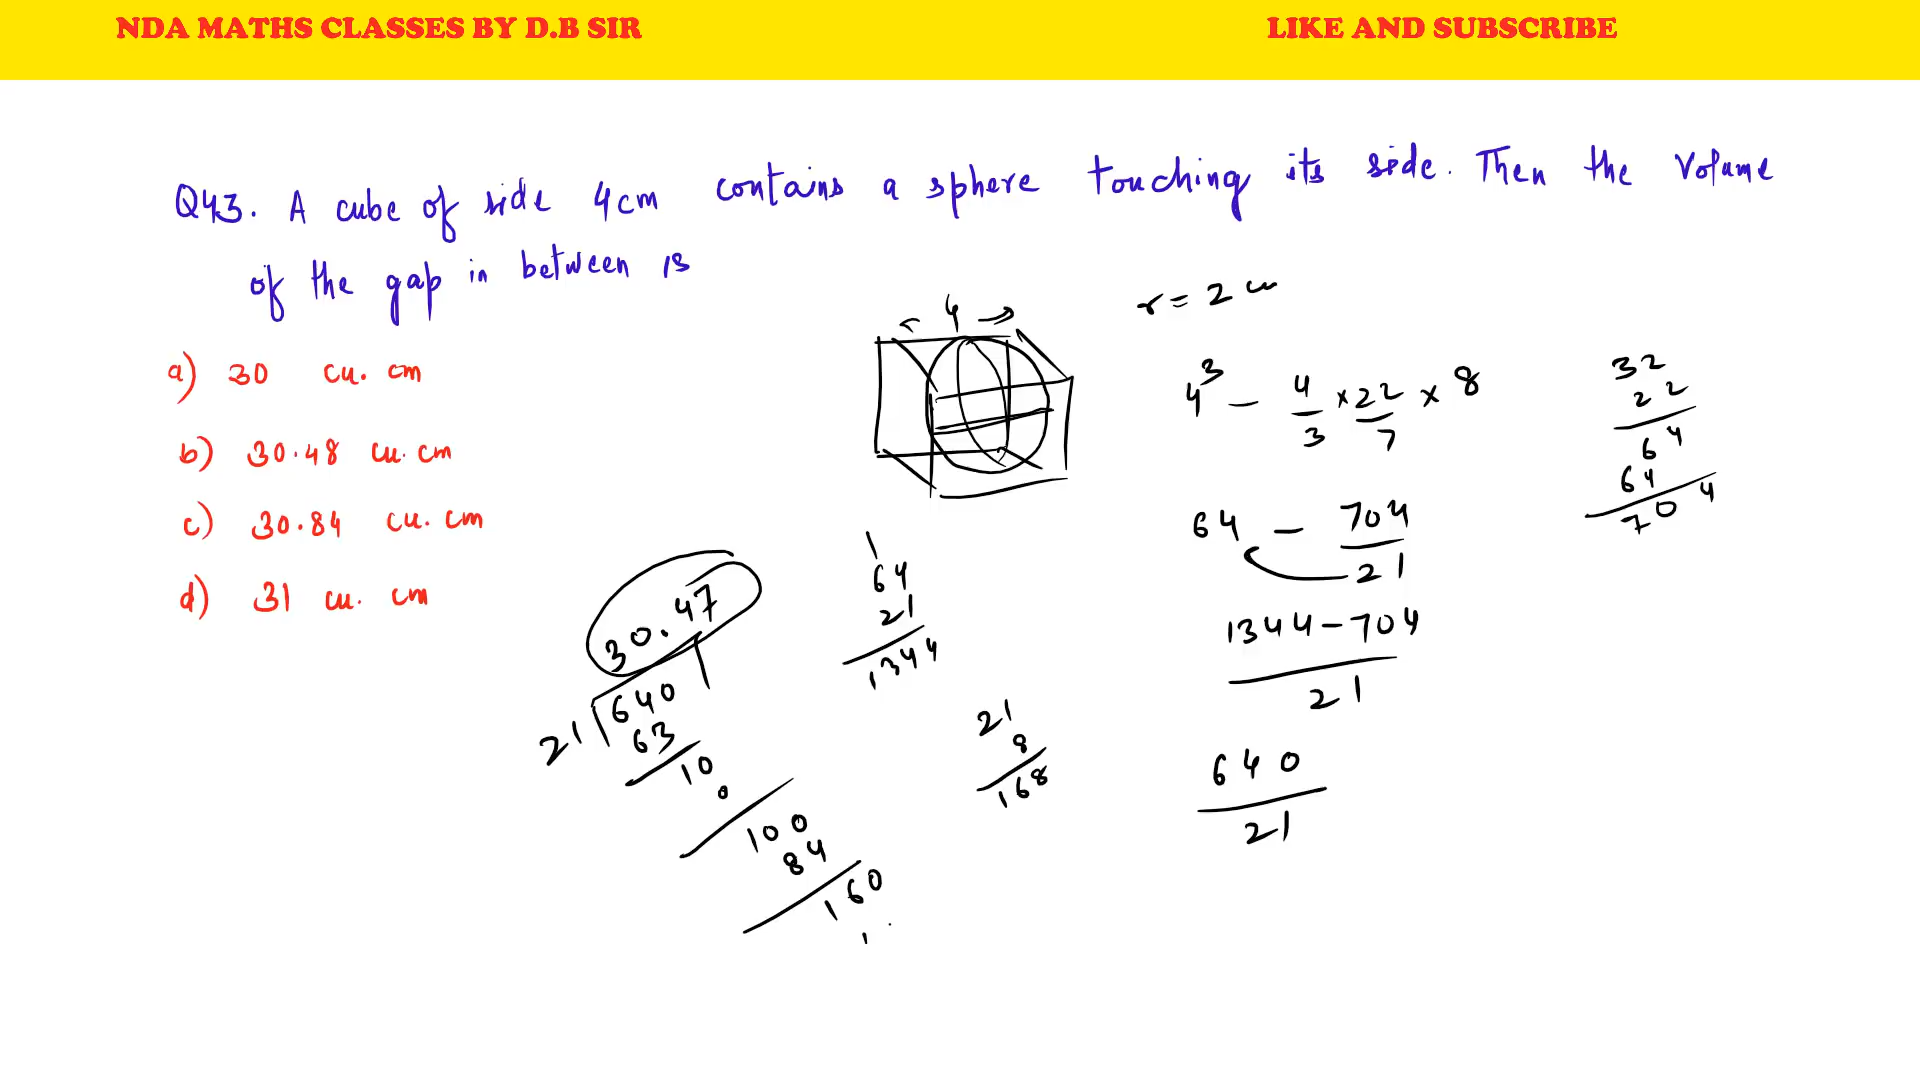 NDA MATHS CLASSES BY D.B SIR
LIKE AND SUBSCRIBE
Q43. A cube of side 4cm contains a sphere touching its side. Then the volume
of the gap in between is
a) 30 cu. cm
b) 30.48 cu. cm
c) 30.84 cu. cm
d) 31 cu. cm
4
r = 2 cm
4³ - 4/3 × 22/7 × 8
32
22
64
64
704
64 - 704/21
1344 - 704
21
640
21
1
64
21
1344
21
8
168
30.47
21 640
63
10
0
100
84
160
1